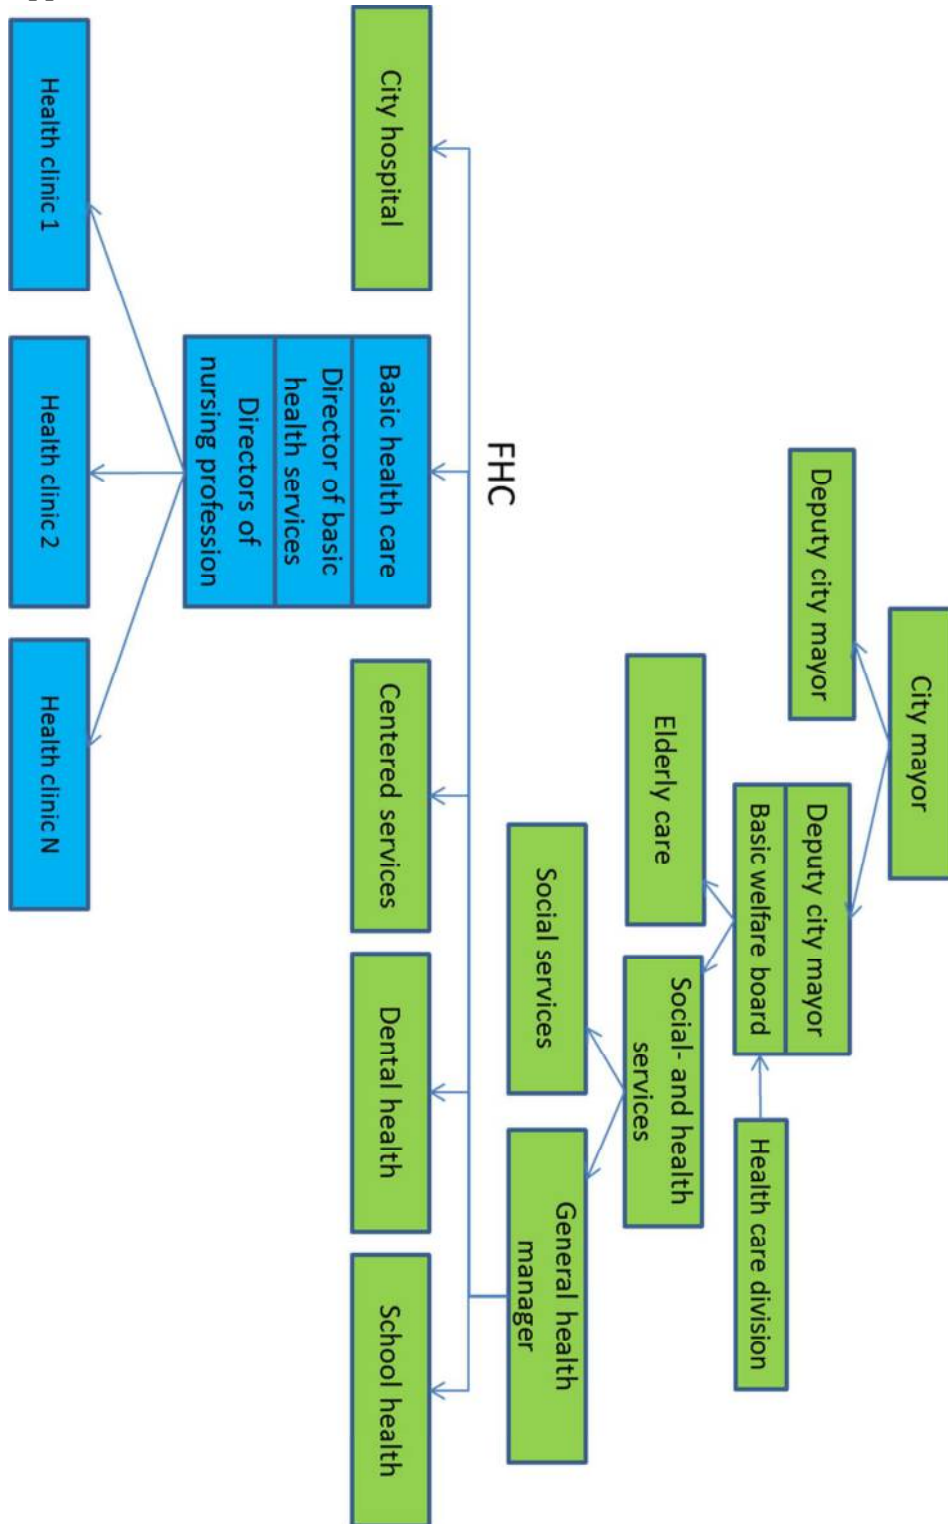 City mayor
Deputy city mayor
Deputy city mayor
Basic welfare board
Health care division
Elderly care
Social- and health
services
Social services
General health
manager
FHC
City hospital
Basic health care
Director of basic
health services
Directors of
nursing profession
Centered services
Dental health
School health
Health clinic 1
Health clinic 2
Health clinic N